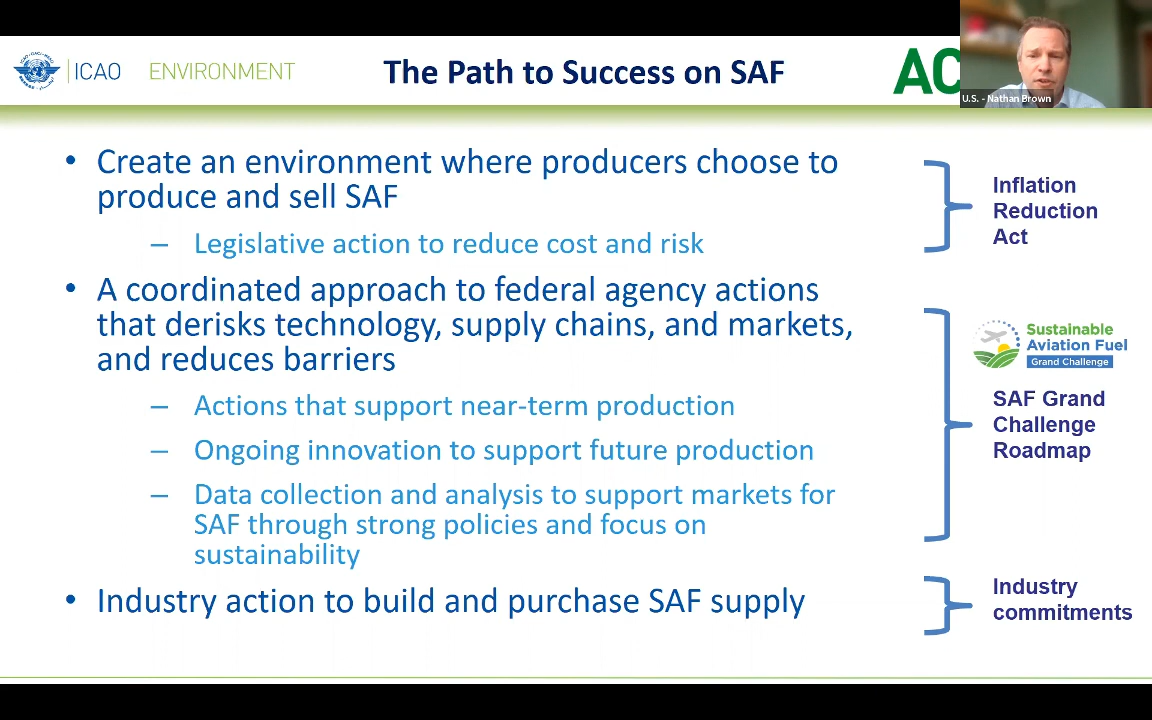 ICAO ENVIRONMENT
The Path to Success on SAF
U.S. - Nathan Brown
• Create an environment where producers choose to
produce and sell SAF
– Legislative action to reduce cost and risk
Inflation
Reduction
Act
• A coordinated approach to federal agency actions
that derisks technology, supply chains, and markets,
and reduces barriers
– Actions that support near-term production
– Ongoing innovation to support future production
– Data collection and analysis to support markets for
SAF through strong policies and focus on
sustainability
Sustainable
Aviation Fuel
Grand Challenge
SAF Grand
Challenge
Roadmap
• Industry action to build and purchase SAF supply
Industry
commitments